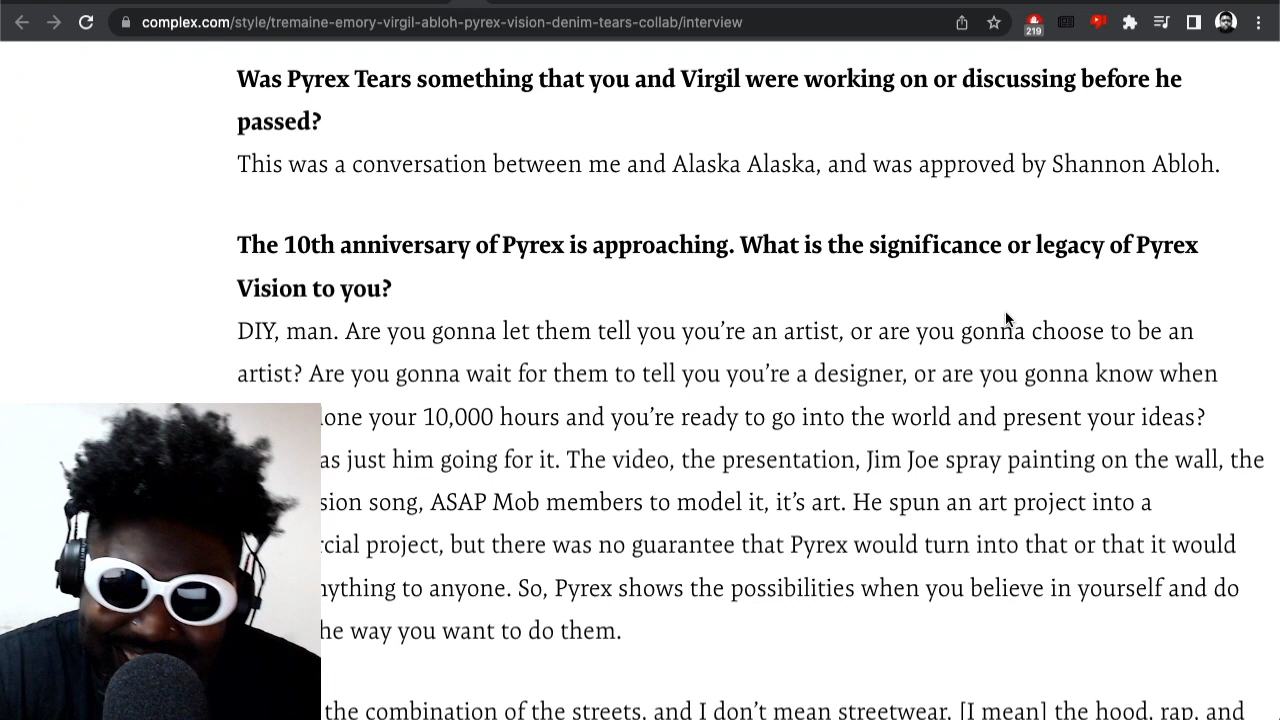 complex.com/style/tremaine-emory-virgil-abloh-pyrex-vision-denim-tears-collab/interview
219
Was Pyrex Tears something that you and Virgil were working on or discussing before he
passed?
This was a conversation between me and Alaska Alaska, and was approved by Shannon Abloh.
The 10th anniversary of Pyrex is approaching. What is the significance or legacy of Pyrex
Vision to you?
DIY, man. Are you gonna let them tell you you’re an artist, or are you gonna choose to be an
artist? Are you gonna wait for them to tell you you’re a designer, or are you gonna know when
your 10,000 hours and you’re ready to go into the world and present your ideas?
just him going for it. The video, the presentation, Jim Joe spray painting on the wall, the
song, ASAP Mob members to model it, it’s art. He spun an art project into a
project, but there was no guarantee that Pyrex would turn into that or that it would
to anyone. So, Pyrex shows the possibilities when you believe in yourself and do
the way you want to do them.
the combination of the streets, and I don’t mean streetwear. [I mean] the hood, rap, and